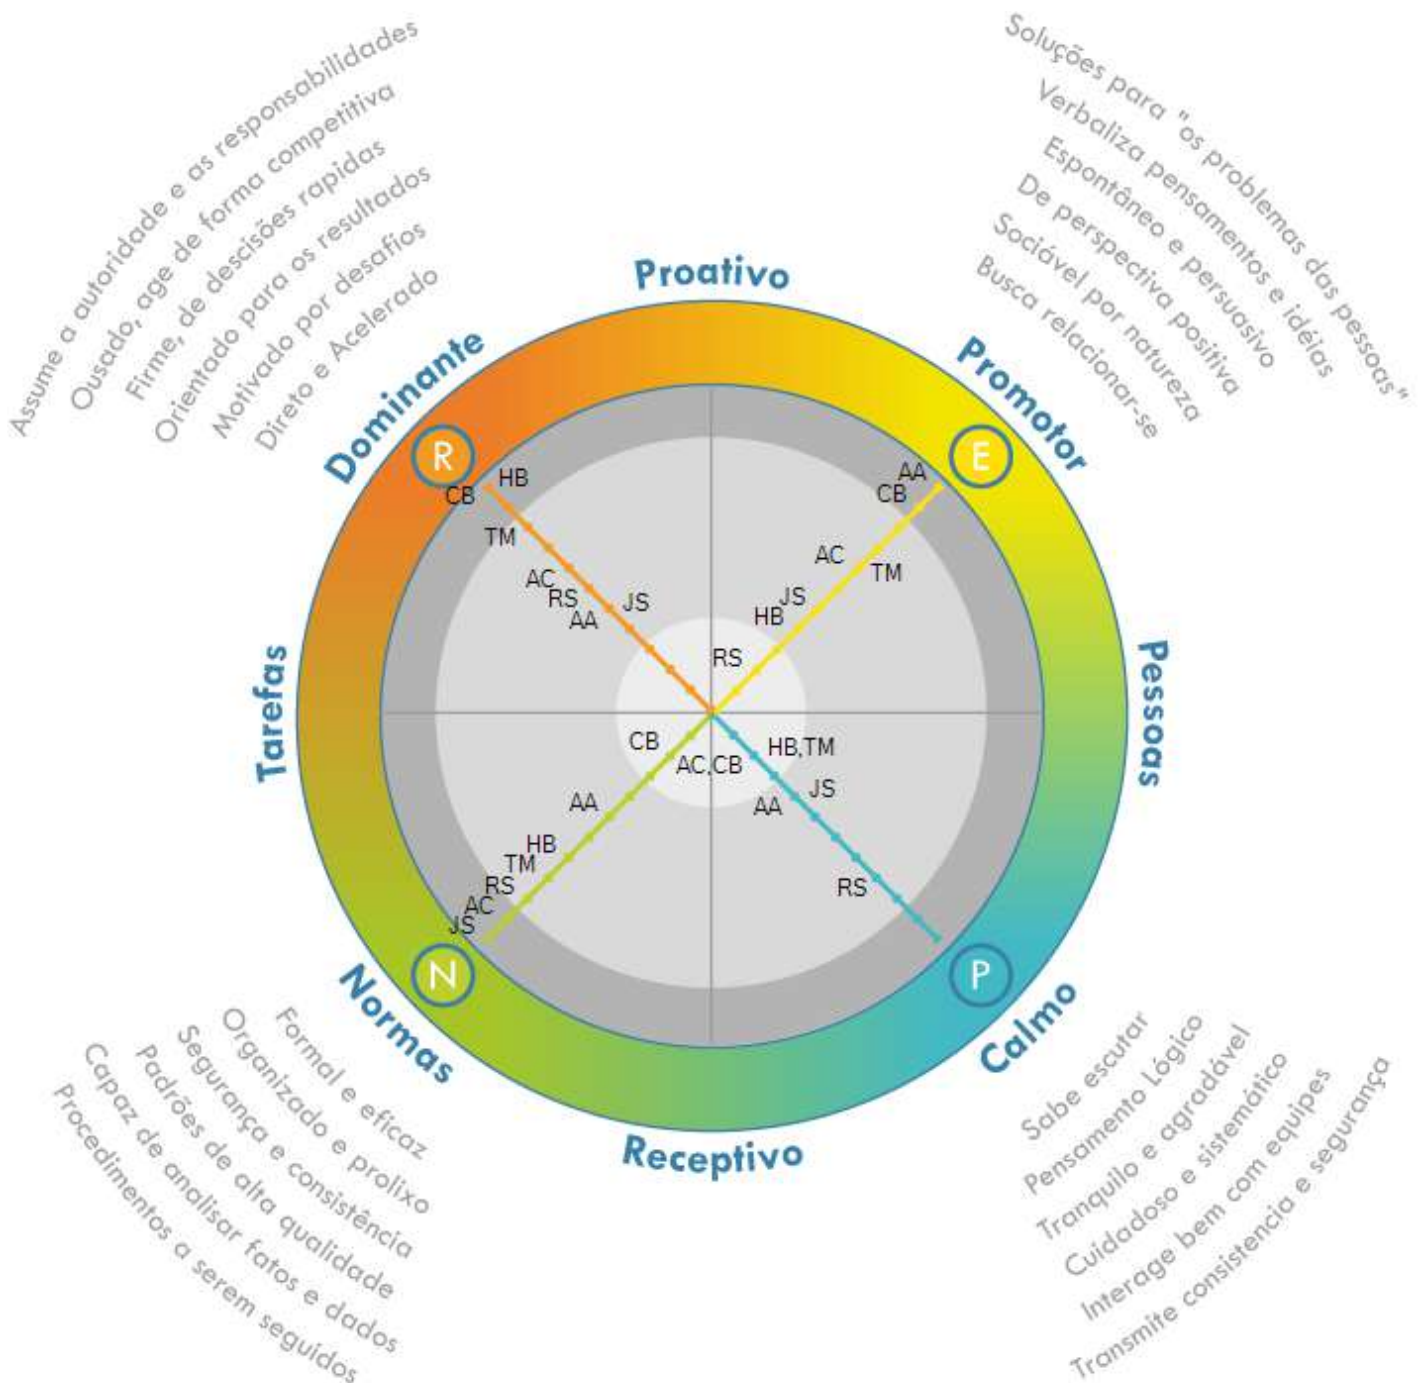 Assume a autoridade e as responsabilidades
Ousado, age de forma competitiva
Firme, de descisões rapidas
Orientado para os resultados
Motivado por desafíos
Direto e Acelerado
Soluções para "os problemas das pessoas"
Verbaliza pensamentos e idéias
Espontâneo e persuasivo
De perspectiva positiva
Sociável por natureza
Busca relacionar-se
Proativo
Dominante
Promotor
R
E
HB
CB
TM
AC
RS
AA
JS
AA
CB
AC
TM
JS
HB
RS
Tarefas
Pessoas
CB
AA
HB
TM
RS
AC
JS
HB,TM
AC,CB
JS
AA
RS
N
P
Normas
Calmo
Receptivo
Formal e eficaz
Organizado e prolixo
Segurança e consistência
Padrões de alta qualidade
Capaz de analisar fatos e dados
Procedimentos a serem seguídos
Sabe escutar
Pensamento Lógico
Tranquilo e agradável
Cuidadoso e sistemático
Interage bem com equipes
Transmite consistencia e segurança